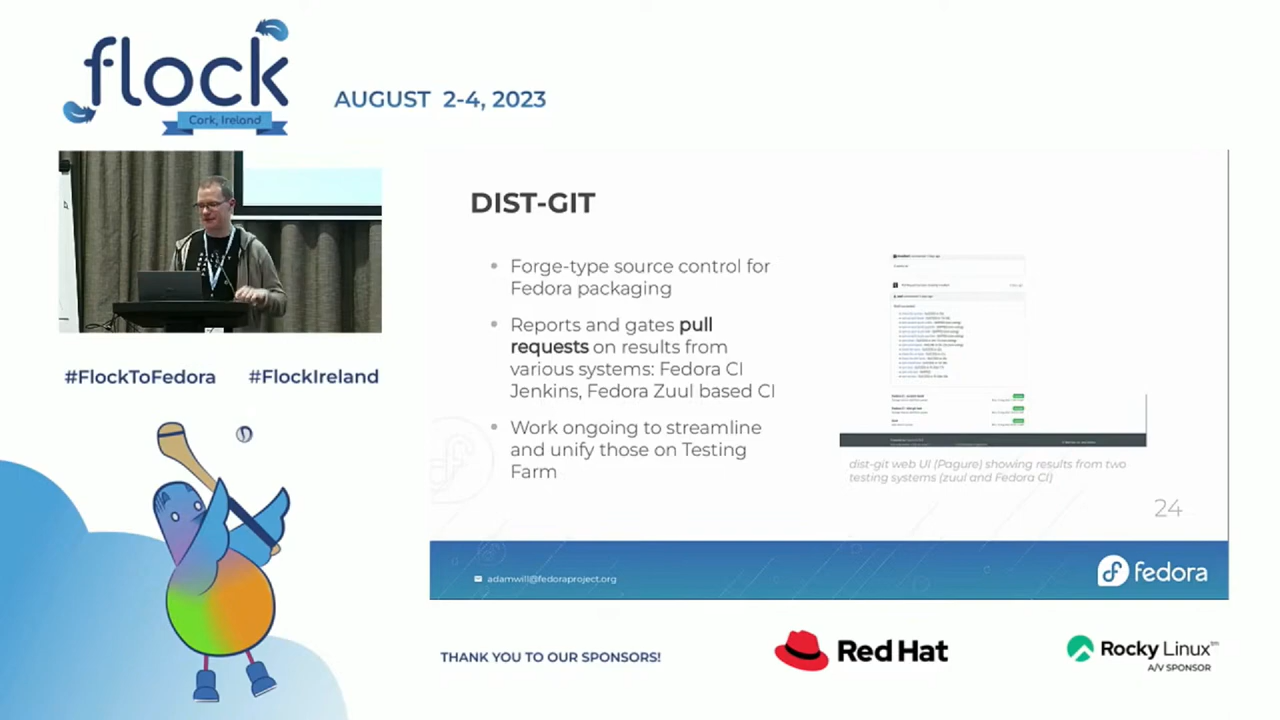 flock
Cork, Ireland
AUGUST 2-4, 2023
#FlockToFedora #FlockIreland
DIST-GIT
Forge-type source control for
Fedora packaging
Reports and gates pull
requests on results from
various systems: Fedora CI
Jenkins, Fedora Zuul based CI
Work ongoing to streamline
and unify those on Testing
Farm
dist-git web UI (Pagure) showing results from two
testing systems (zuul and Fedora CI)
24
adamwill@fedoraproject.org
fedora
THANK YOU TO OUR SPONSORS!
Red Hat
Rocky Linux™
A/V SPONSOR